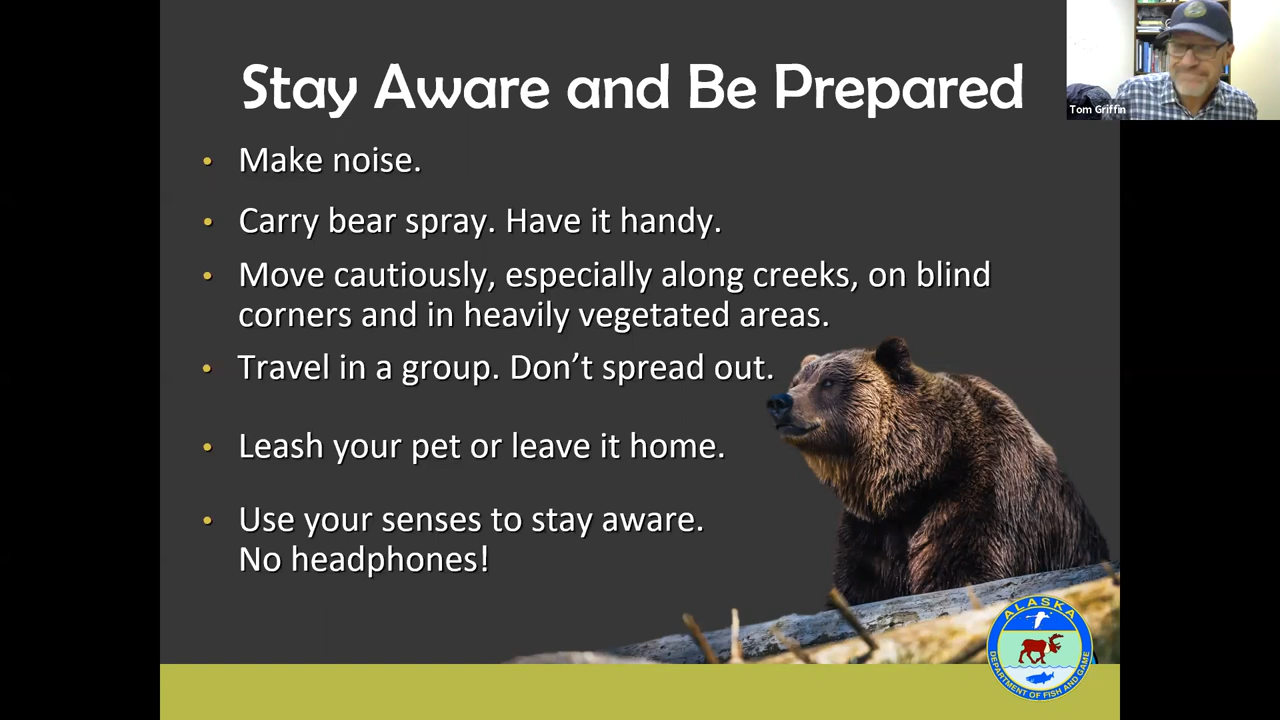 Stay Aware and Be Prepared
Tom Griffin
• Make noise.
• Carry bear spray. Have it handy.
• Move cautiously, especially along creeks, on blind
corners and in heavily vegetated areas.
• Travel in a group. Don’t spread out.
• Leash your pet or leave it home.
• Use your senses to stay aware.
No headphones!
ALASKA
DEPARTMENT OF FISH AND GAME